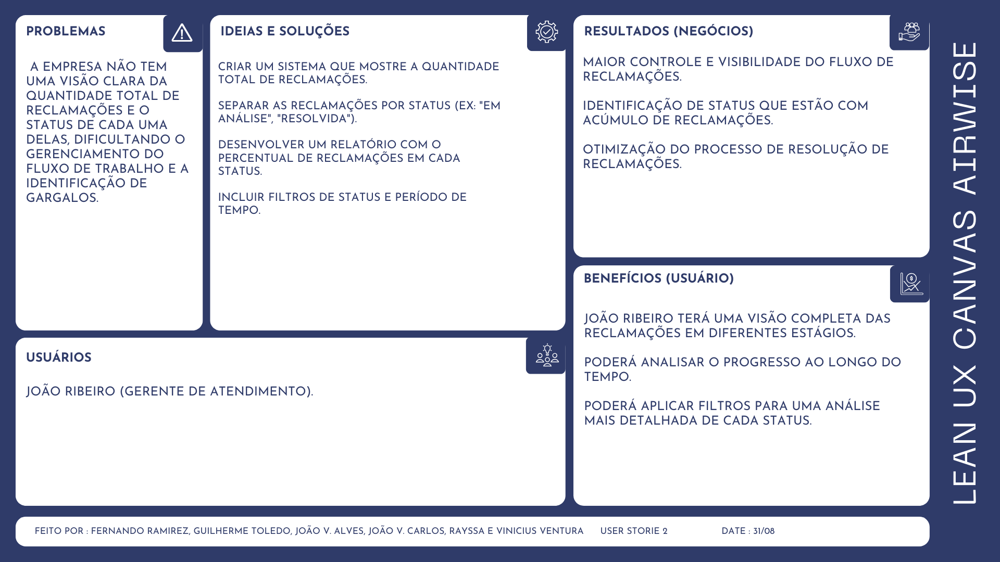 PROBLEMAS
A EMPRESA NÃO TEM
UMA VISÃO CLARA DA
QUANTIDADE TOTAL DE
RECLAMAÇÕES E O
STATUS DE CADA UMA
DELAS, DIFICULTANDO O
GERENCIAMENTO DO
FLUXO DE TRABALHO E A
IDENTIFICAÇÃO DE
GARGALOS.
IDEIAS E SOLUÇÕES
CRIAR UM SISTEMA QUE MOSTRE A QUANTIDADE
TOTAL DE RECLAMAÇÕES.
SEPARAR AS RECLAMAÇÕES POR STATUS (EX: "EM
ANÁLISE", "RESOLVIDA").
DESENVOLVER UM RELATÓRIO COM O
PERCENTUAL DE RECLAMAÇÕES EM CADA
STATUS.
INCLUIR FILTROS DE STATUS E PERÍODO DE
TEMPO.
RESULTADOS (NEGÓCIOS)
MAIOR CONTROLE E VISIBILIDADE DO FLUXO DE
RECLAMAÇÕES.
IDENTIFICAÇÃO DE STATUS QUE ESTÃO COM
ACÚMULO DE RECLAMAÇÕES.
OTIMIZAÇÃO DO PROCESSO DE RESOLUÇÃO DE
RECLAMAÇÕES.
USUÁRIOS
JOÃO RIBEIRO (GERENTE DE ATENDIMENTO).
BENEFÍCIOS (USUÁRIO)
$
JOÃO RIBEIRO TERÁ UMA VISÃO COMPLETA DAS
RECLAMAÇÕES EM DIFERENTES ESTÁGIOS.
PODERÁ ANALISAR O PROGRESSO AO LONGO DO
TEMPO.
PODERÁ APLICAR FILTROS PARA UMA ANÁLISE
MAIS DETALHADA DE CADA STATUS.
LEAN UX CANVAS AIRWISE
FEITO POR : FERNANDO RAMIREZ, GUILHERME TOLEDO, JOÃO V. ALVES, JOÃO V. CARLOS, RAYSSA E VINICIUS VENTURA USER STORIE 2 DATE : 31/08